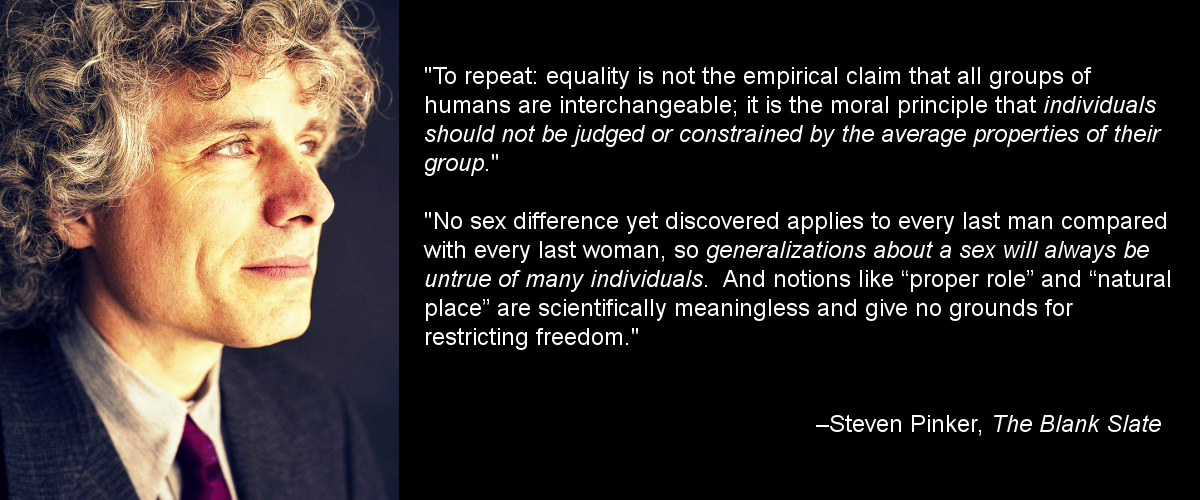 "To repeat: equality is not the empirical claim that all groups of
humans are interchangeable; it is the moral principle that individuals
should not be judged or constrained by the average properties of their
group."
"No sex difference yet discovered applies to every last man compared
with every last woman, so generalizations about a sex will always be
untrue of many individuals.  And notions like “proper role” and “natural
place” are scientifically meaningless and give no grounds for
restricting freedom."
–Steven Pinker, The Blank Slate